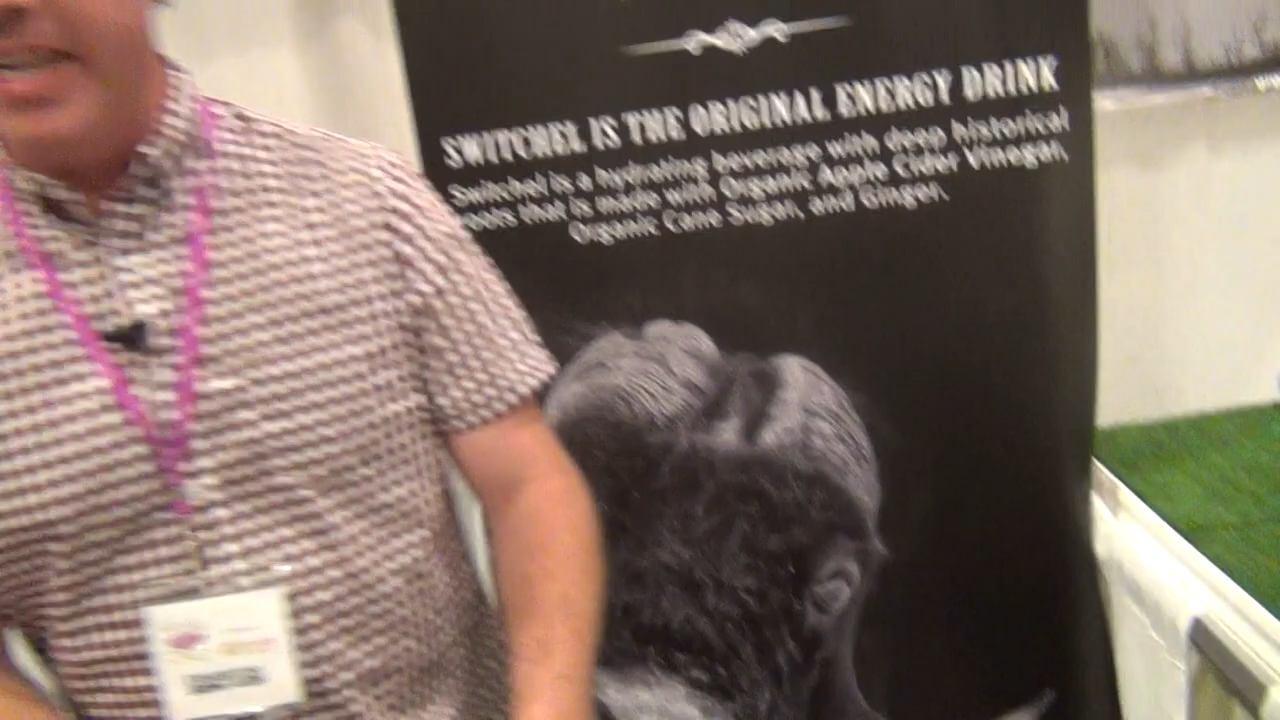 SWITCHEL IS THE ORIGINAL ENERGY DRINK
Switchel is a hydrating beverage with deep historical
roots that is made with Organic Apple Cider Vinegar,
Organic Cane Sugar, and Ginger.